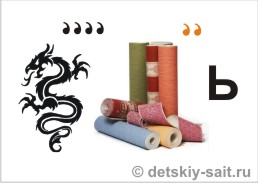 ,,,, ,, Ь
© detskiy-sait.ru